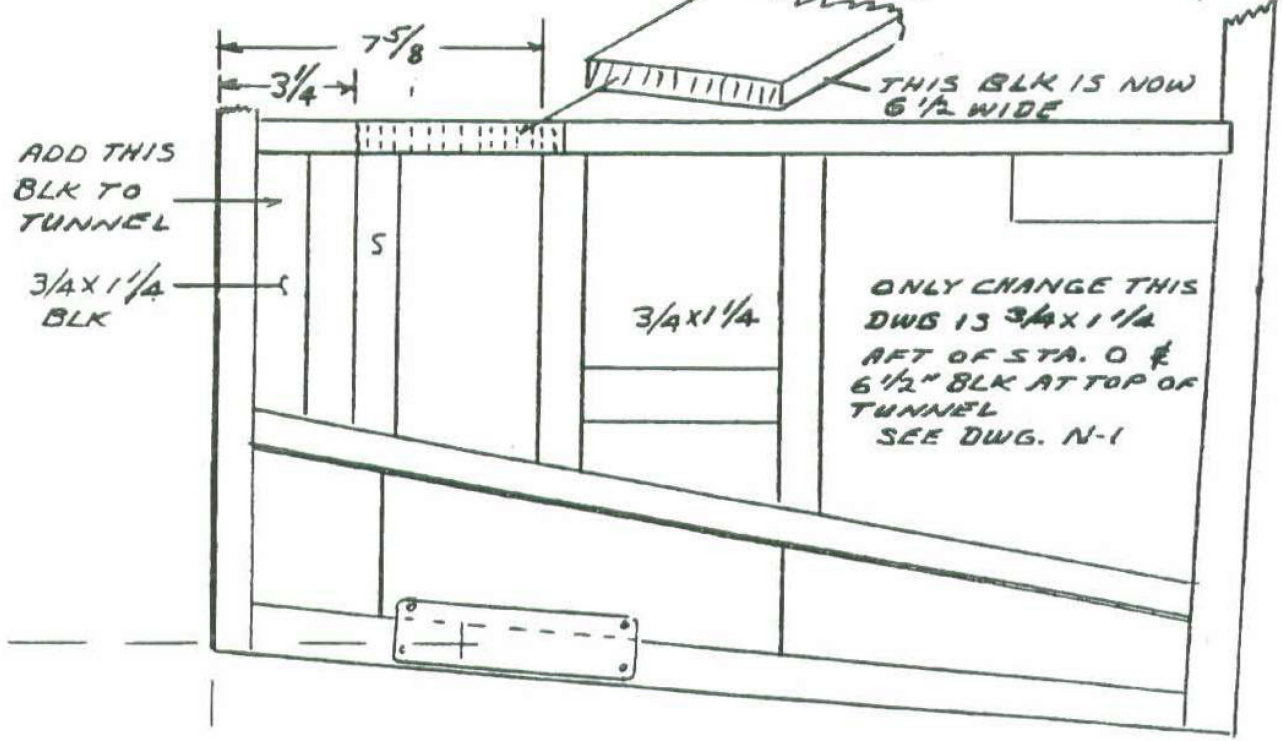 7 5/8
3 1/4
THIS BLK IS NOW
6 1/2 WIDE
ADD THIS
BLK TO
TUNNEL
S
3/4 X 1 1/4
BLK
3/4 X 1 1/4
ONLY CHANGE THIS
DWG IS 3/4 X 1 1/4
AFT OF STA. O &
6 1/2" BLK AT TOP OF
TUNNEL
SEE DWG. N-1